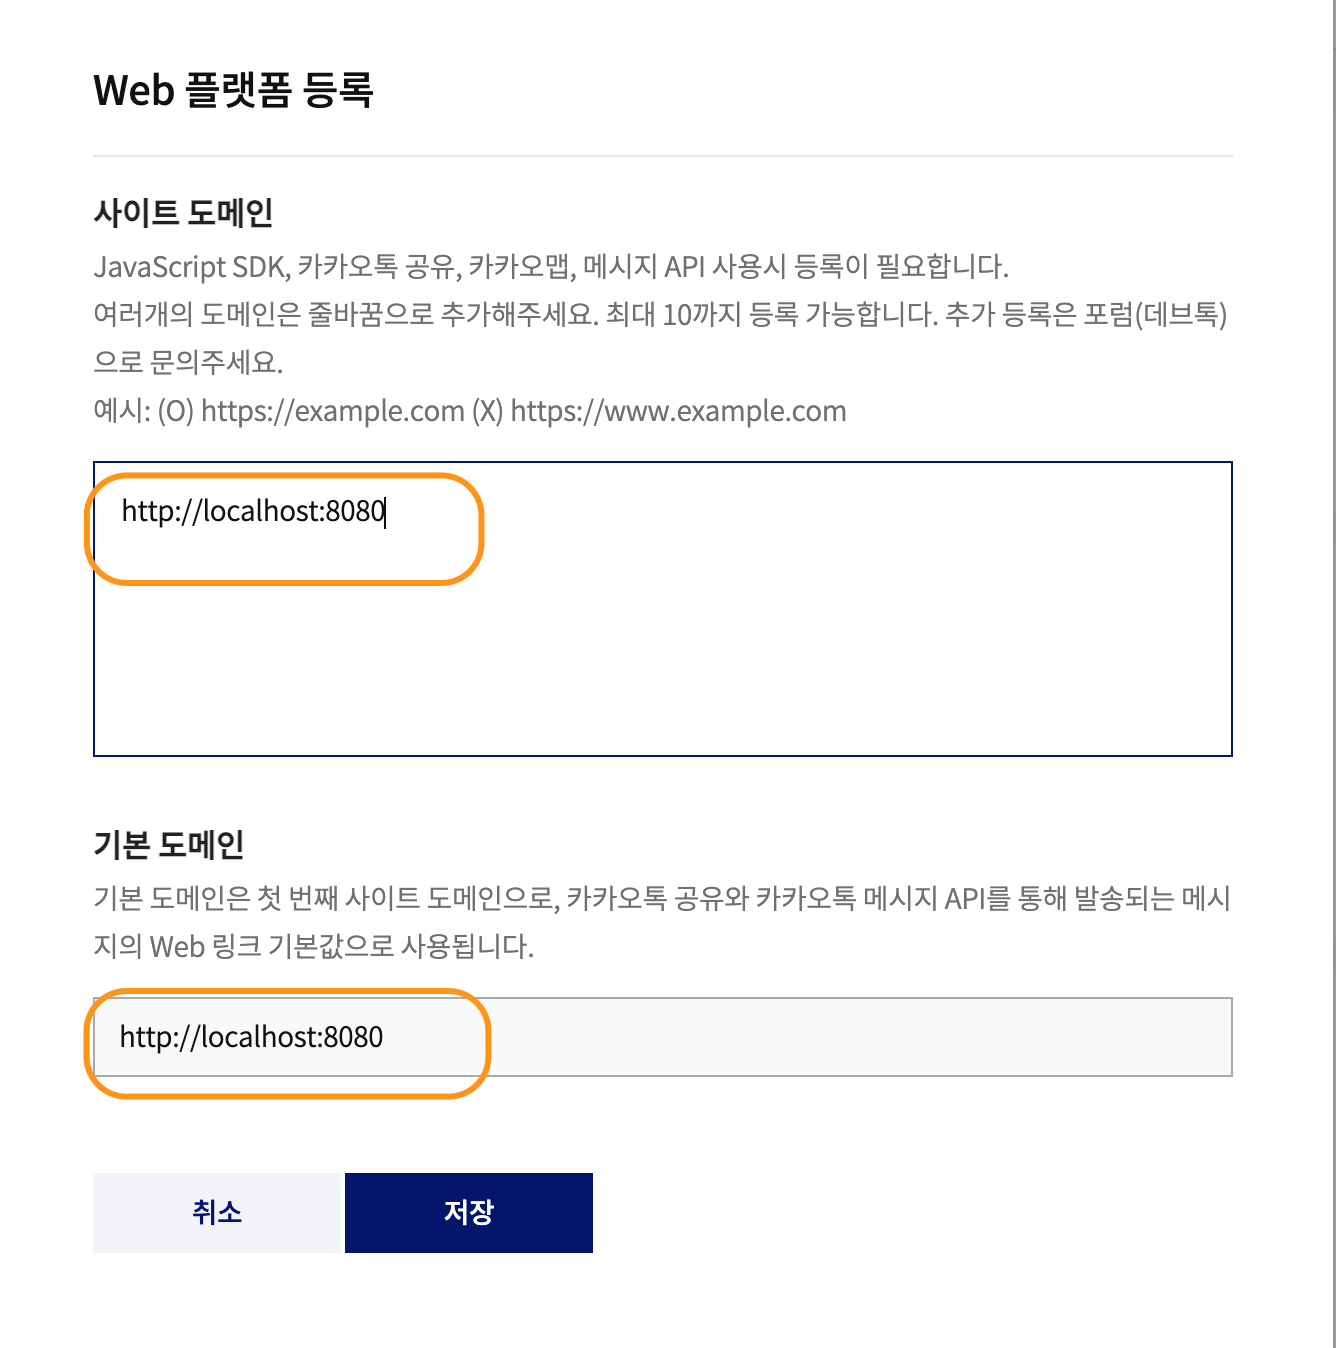 Web 플랫폼 등록
사이트 도메인
JavaScript SDK, 카카오톡 공유, 카카오맵, 메시지 API 사용시 등록이 필요합니다.
여러개의 도메인은 줄바꿈으로 추가해주세요. 최대 10까지 등록 가능합니다. 추가 등록은 포럼(데브톡)
으로 문의주세요.
예시: (O) https://example.com (X) https://www.example.com
http://localhost:8080
기본 도메인
기본 도메인은 첫 번째 사이트 도메인으로, 카카오톡 공유와 카카오톡 메시지 API를 통해 발송되는 메시
지의 Web 링크 기본값으로 사용됩니다.
http://localhost:8080
취소
저장